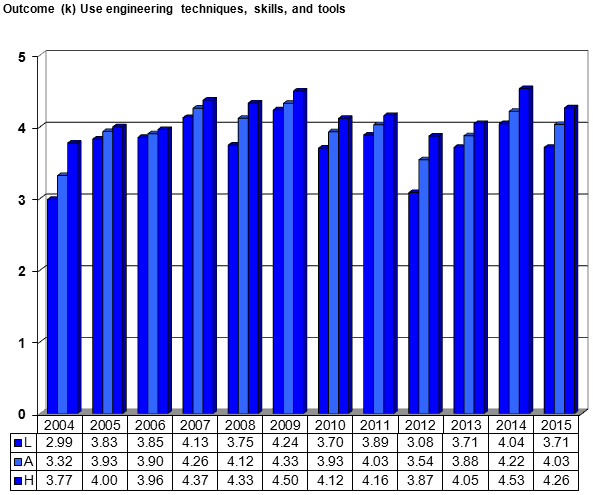 Outcome (k) Use engineering techniques, skills, and tools
5
4
3
2
1
0
2004 2005 2006 2007 2008 2009 2010 2011 2012 2013 2014 2015
L 2.99 3.83 3.85 4.13 3.75 4.24 3.70 3.89 3.08 3.71 4.04 3.71
A 3.32 3.93 3.90 4.26 4.12 4.33 3.93 4.03 3.54 3.88 4.22 4.03
H 3.77 4.00 3.96 4.37 4.33 4.50 4.12 4.16 3.87 4.05 4.53 4.26